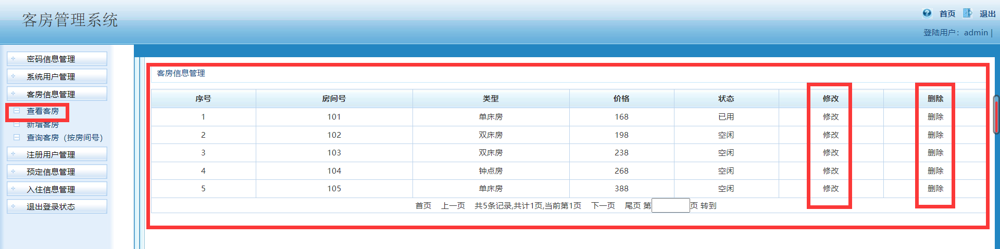 客房管理系统
首页 退出
登陆用户：admin |
密码信息管理
系统用户管理
客房信息管理
查看客房
新增客房
查询客房（按房间号）
注册用户管理
预定信息管理
入住信息管理
退出登录状态
客房信息管理
序号 房间号 类型 价格 状态 修改 删除
1 101 单床房 168 已用 修改 删除
2 102 双床房 198 空闲 修改 删除
3 103 双床房 238 空闲 修改 删除
4 104 钟点房 268 空闲 修改 删除
5 105 单床房 388 空闲 修改 删除
首页 上一页 共5条记录,共计1页,当前第1页 下一页 尾页 第 页 转到